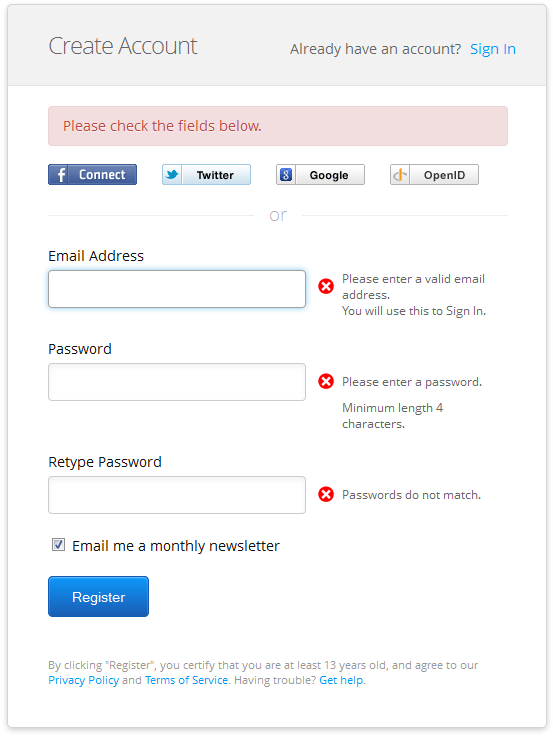 Create Account
Already have an account? Sign In
Please check the fields below.
f Connect
Twitter
g Google
OpenID
or
Email Address
Please enter a valid email
address.
You will use this to Sign In.
Password
Please enter a password.
Minimum length 4
characters.
Retype Password
Passwords do not match.
Email me a monthly newsletter
Register
By clicking "Register", you certify that you are at least 13 years old, and agree to our
Privacy Policy and Terms of Service. Having trouble? Get help.